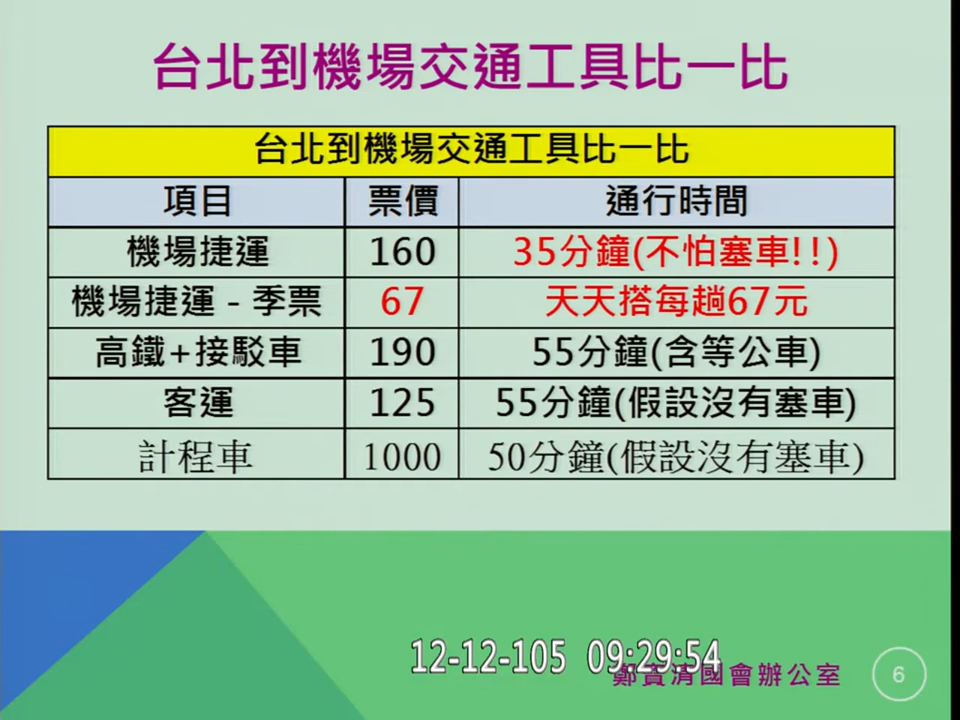 台北到機場交通工具比一比
台北到機場交通工具比一比
項目 票價 通行時間
機場捷運 160 35分鐘(不怕塞車!!)
機場捷運－季票 67 天天搭每趟67元
高鐵+接駁車 190 55分鐘(含等公車)
客運 125 55分鐘(假設沒有塞車)
計程車 1000 50分鐘(假設沒有塞車)
12-12-105 09:29:54
鄭寶清國會辦公室
6